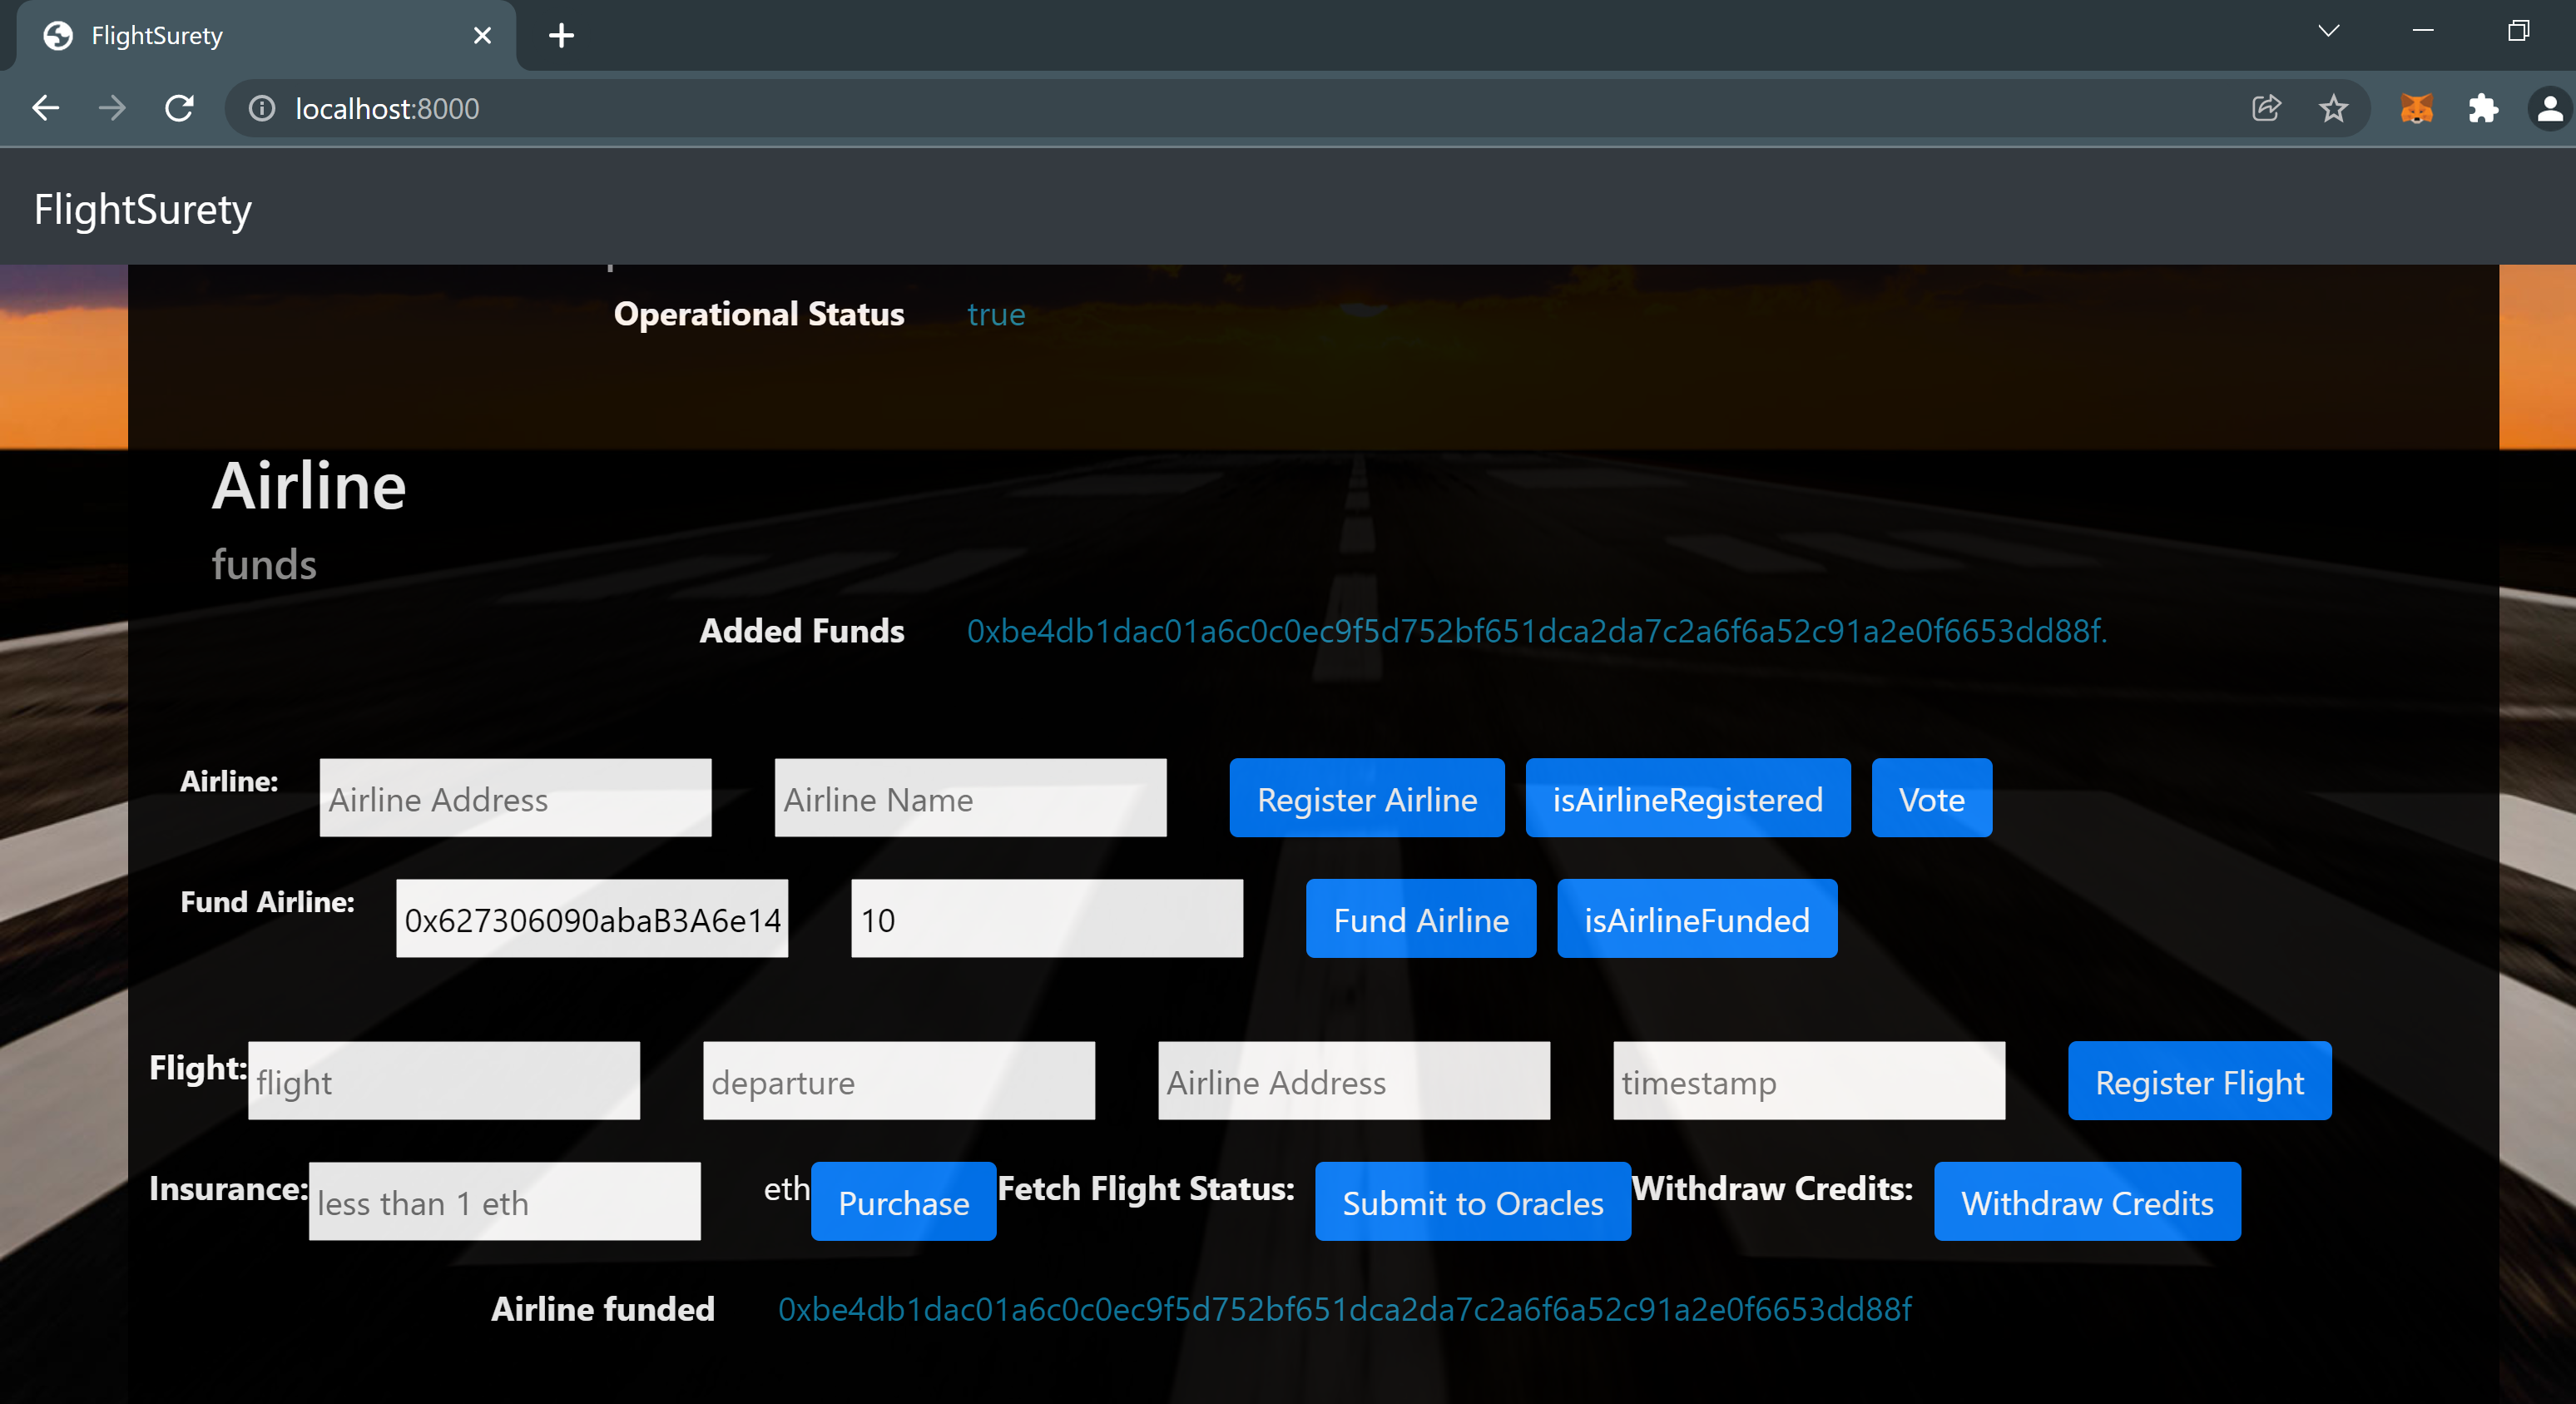 FlightSurety
localhost:8000
FlightSurety
Operational Status true
Airline
funds
Added Funds 0xbe4db1dac01a6c0c0ec9f5d752bf651dca2da7c2a6f6a52c91a2e0f6653dd88f.
Airline: Airline Address Airline Name Register Airline isAirlineRegistered Vote
Fund Airline: 0x627306090abaB3A6e14 10 Fund Airline isAirlineFunded
Flight: flight departure Airline Address timestamp Register Flight
Insurance: less than 1 eth eth Purchase Fetch Flight Status: Submit to Oracles Withdraw Credits: Withdraw Credits
Airline funded 0xbe4db1dac01a6c0c0ec9f5d752bf651dca2da7c2a6f6a52c91a2e0f6653dd88f